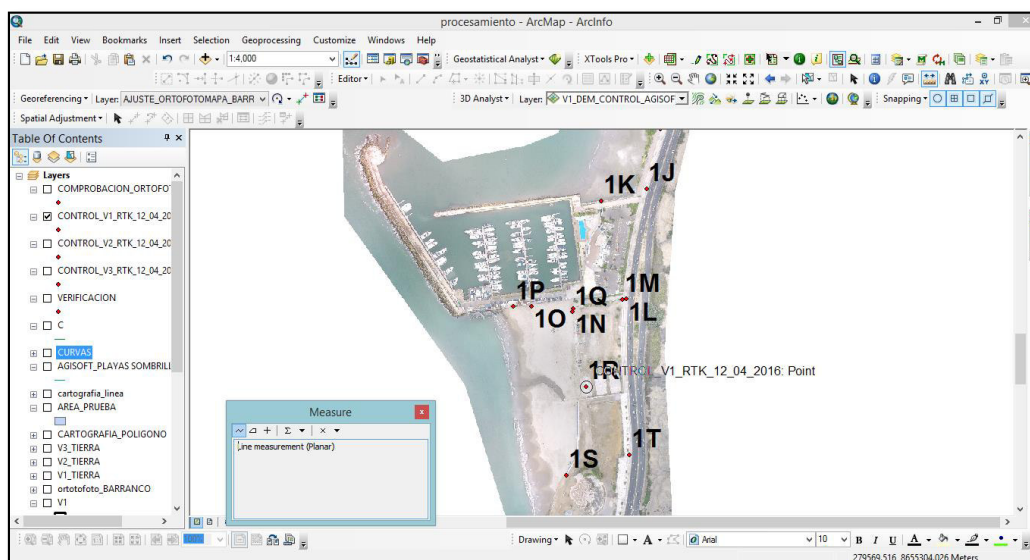 procesamiento - ArcMap - ArcInfo
File Edit View Bookmarks Insert Selection Geoprocessing Customize Windows Help
1:4,000
Geostatistical Analyst
XTools Pro
Editor
Georeferencing Layer: AJUSTE_ORTOFOTOMAPA_BARR
3D Analyst Layer: V1_DEM_CONTROL_AGISOF
Snapping
Spatial Adjustment
Table Of Contents
Layers
COMPROBACION_ORTOFO
CONTROL_V1_RTK_12_04_20
CONTROL_V2_RTK_12_04_20
CONTROL_V3_RTK_12_04_20
VERIFICACION
C
CURVAS
AGISOFT_PLAYAS SOMBRILL
cartografia_linea
AREA_PRUEBA
CARTOGRAFIA_POLIGONO
V3_TIERRA
V2_TIERRA
V1_TIERRA
ortotofoto_BARRANCO
V1
1J
1K
1M
1Q
1P
1L
1O
1N
1R
CONTROL_V1_RTK_12_04_2016: Point
1T
1S
Measure
Line measurement (Planar)
100%
Drawing
A
Arial
10
B I U A
279569.516 8655304.026 Meters